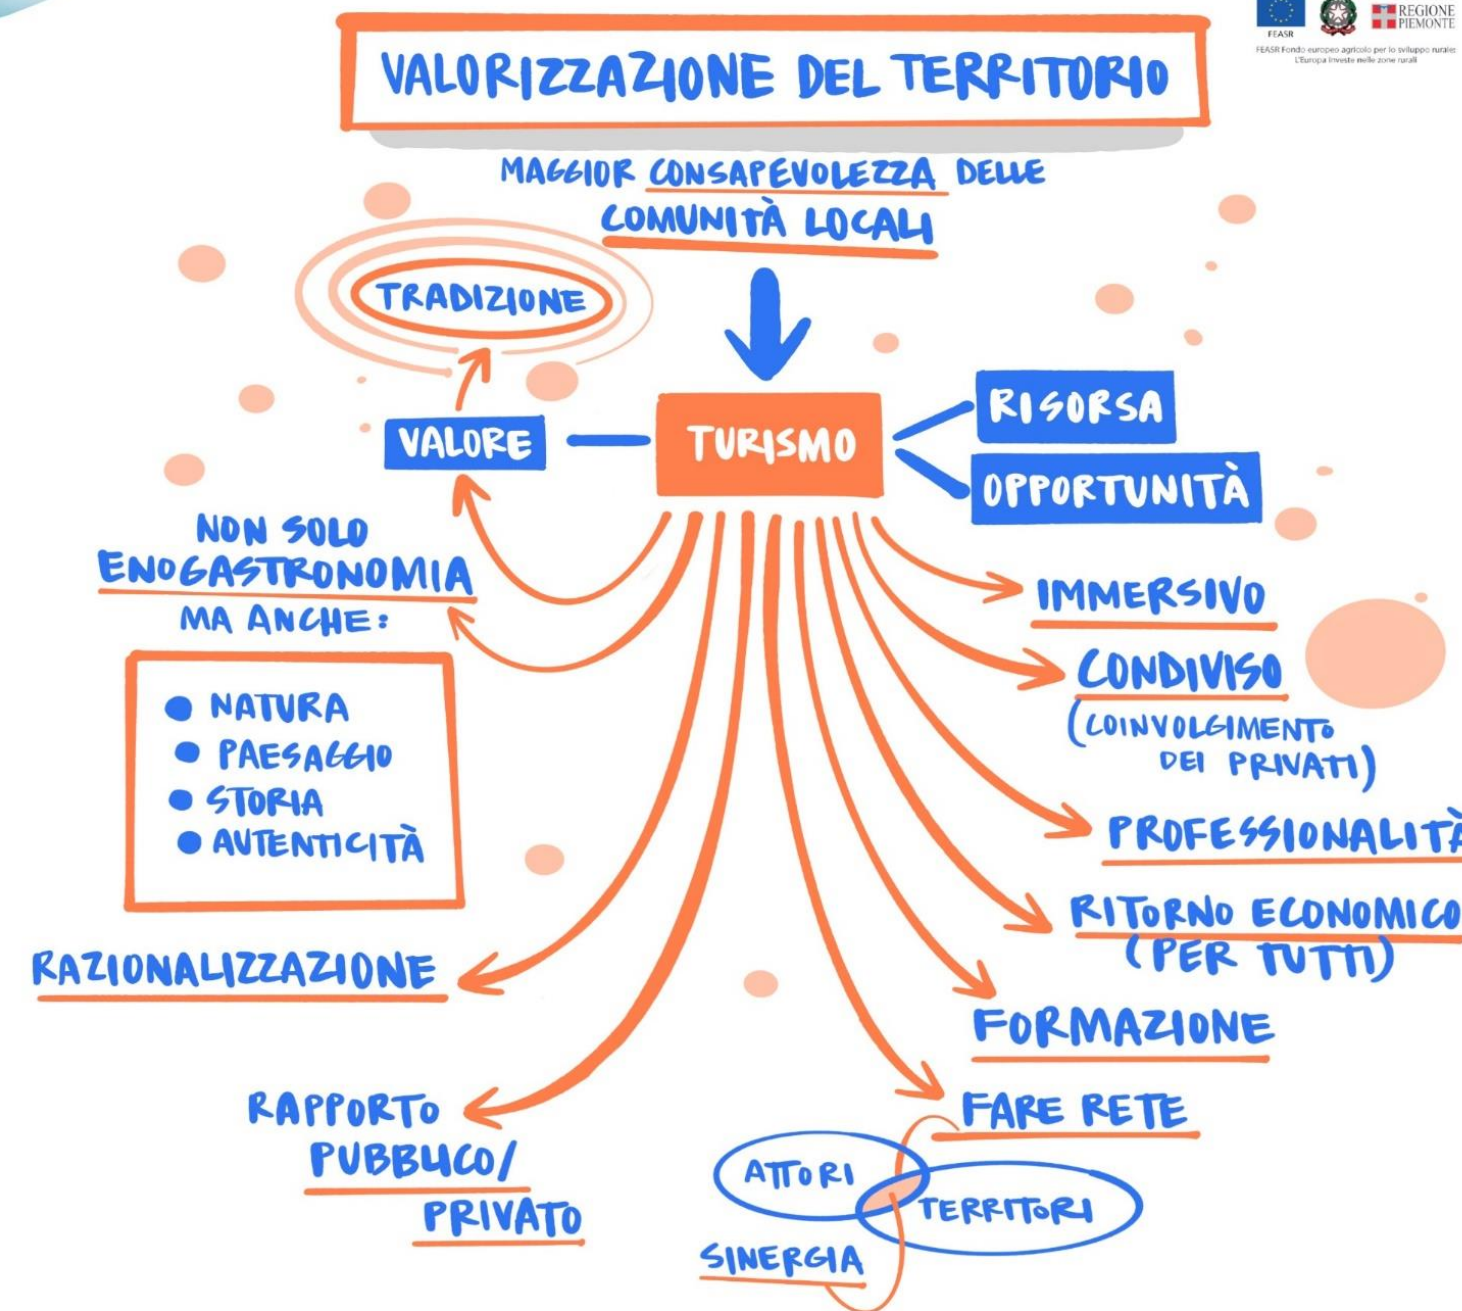 REGIONE
PIEMONTE
FEASR
FEASR Fondo europeo agricolo per lo sviluppo rurale:
L'Europa investe nelle zone rurali
VALORIZZAZIONE DEL TERRITORIO
MAGGIOR CONSAPEVOLEZZA DELLE
COMUNITÀ LOCALI
TRADIZIONE
VALORE
TURISMO
RISORSA
OPPORTUNITÀ
NON SOLO
ENOGASTRONOMIA
MA ANCHE:
NATURA
PAESAGGIO
STORIA
AUTENTICITÀ
IMMERSIVO
CONDIVISO
(COINVOLGIMENTO
DEI PRIVATI)
PROFESSIONALITÀ
RITORNO ECONOMICO
(PER TUTTI)
RAZIONALIZZAZIONE
FORMAZIONE
RAPPORTO
PUBBLICO/
PRIVATO
FARE RETE
ATTORI
TERRITORI
SINERGIA